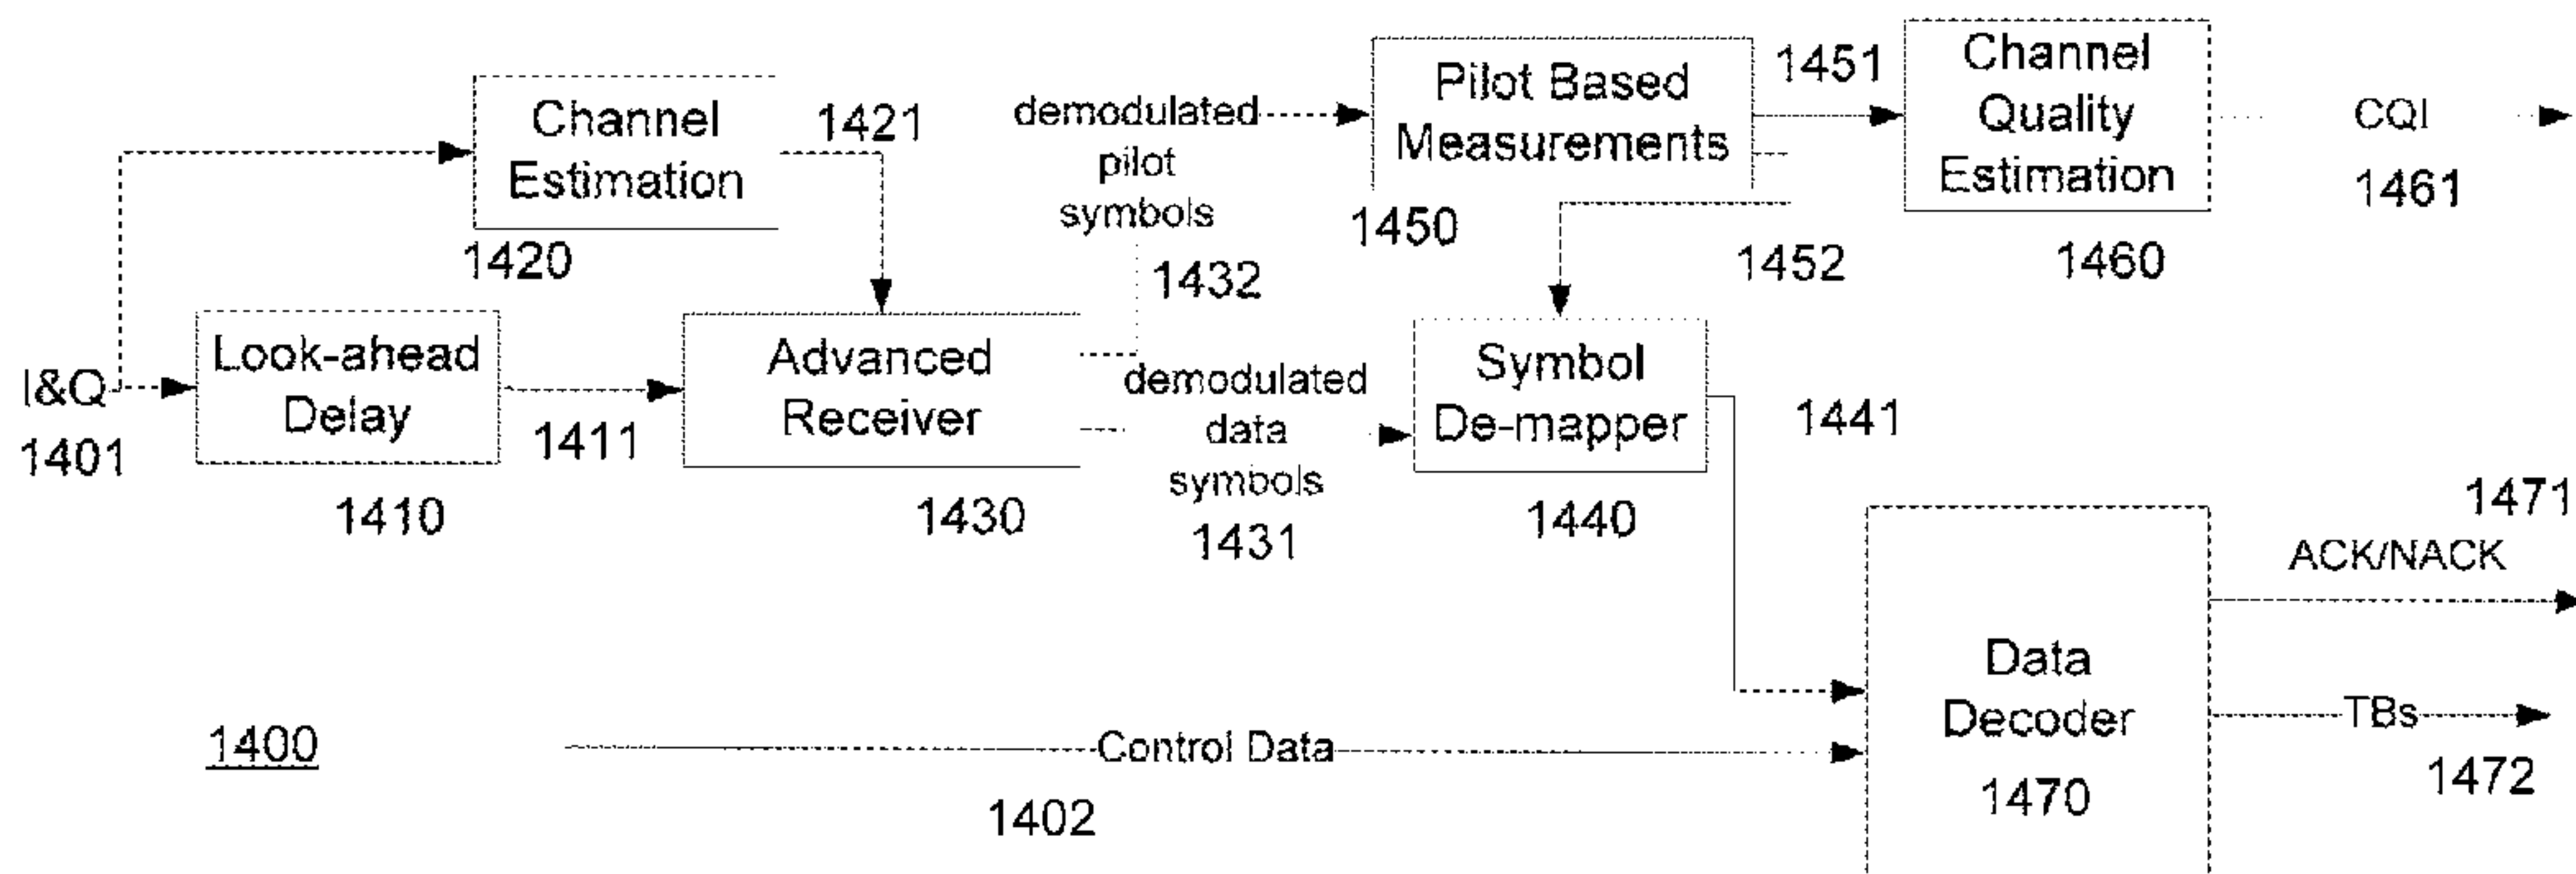 Channel
Estimation
1420
1421
I&Q
1401
Look-ahead
Delay
1410
1411
Advanced
Receiver
1430
demodulated
pilot
symbols
1432
demodulated
data
symbols
1431
Pilot Based
Measurements
1450
1451
1452
Channel
Quality
Estimation
1460
CQI
1461
Symbol
De-mapper
1440
1441
Data
Decoder
1470
1471
ACK/NACK
TBs
1472
Control Data
1402
1400